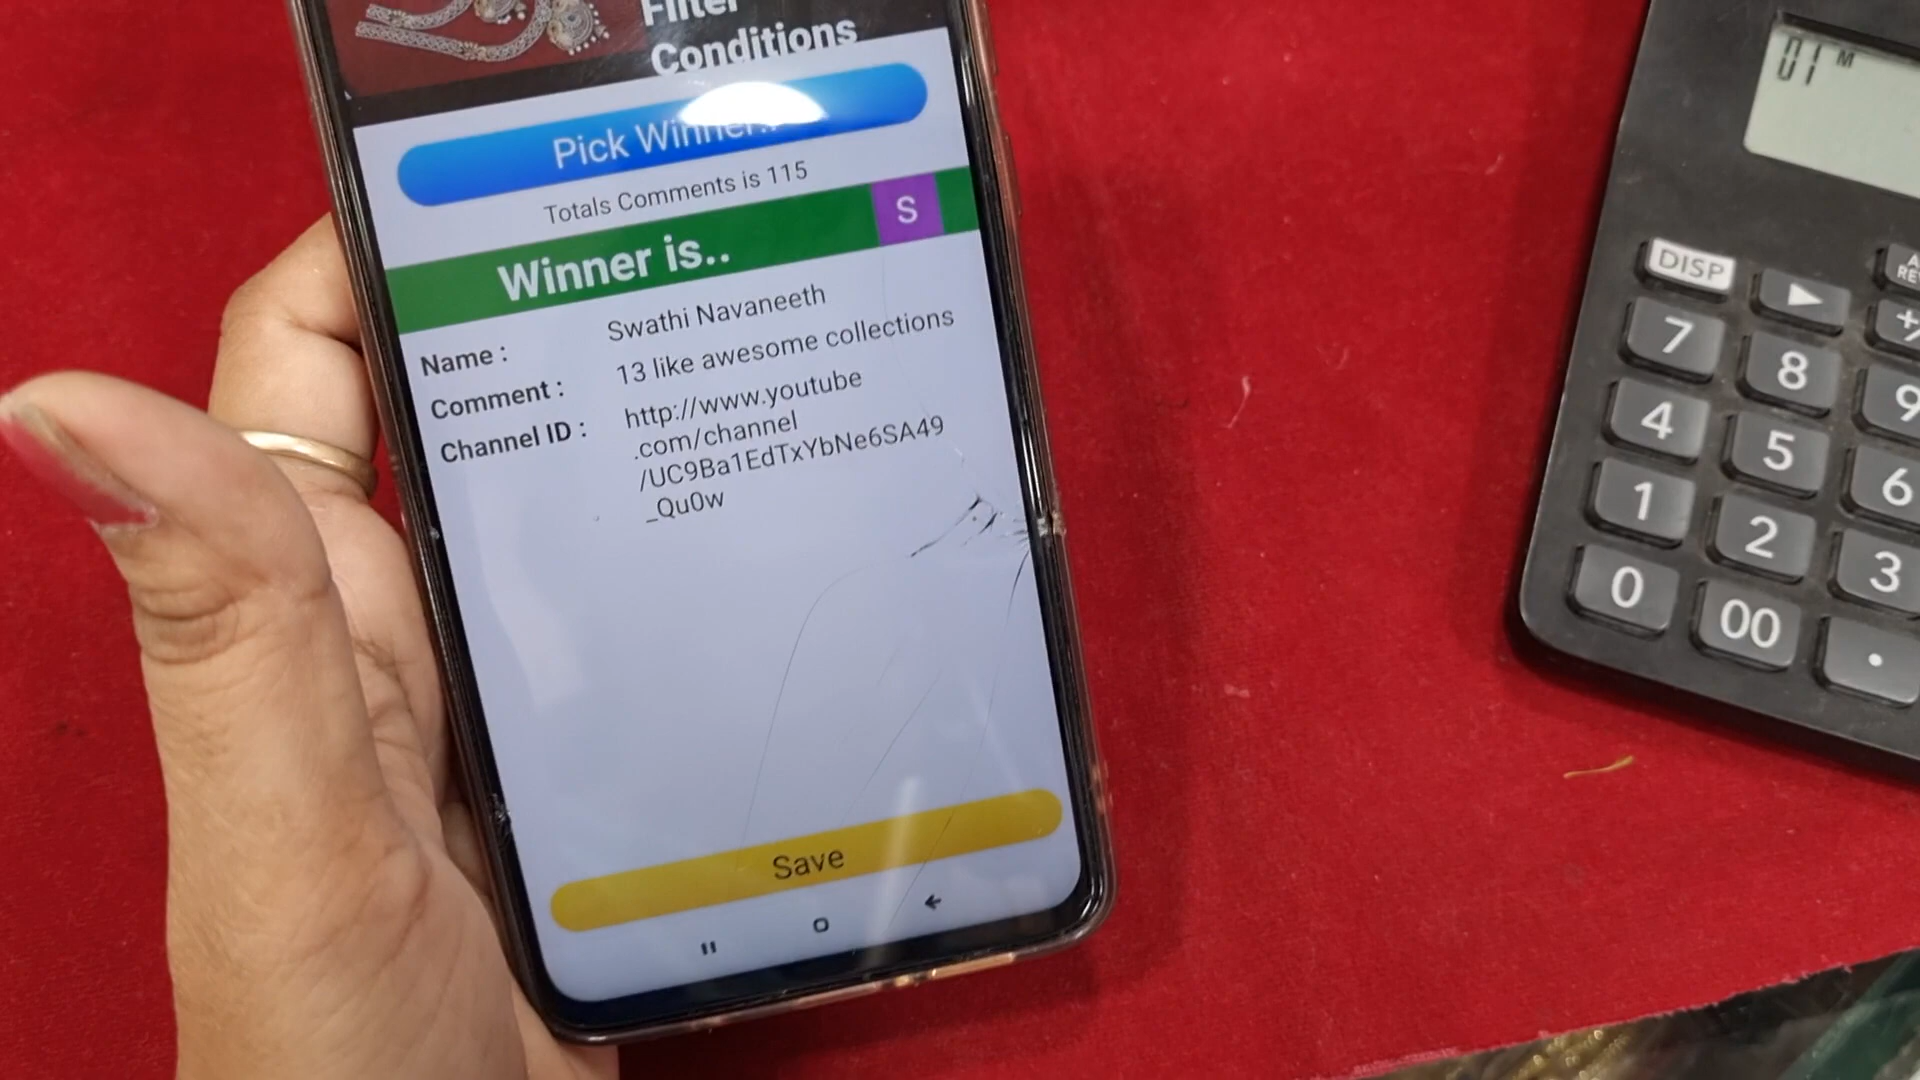 Filter
Conditions
Pick Winner..
Totals Comments is 115
Winner is..
S
Name :
Swathi Navaneeth
Comment :
13 like awesome collections
Channel ID :
http://www.youtube
.com/channel
/UC9Ba1EdTxYbNe6SA49
_Qu0w
Save
01 M
DISP
7
8
9
4
5
6
1
2
3
0
00